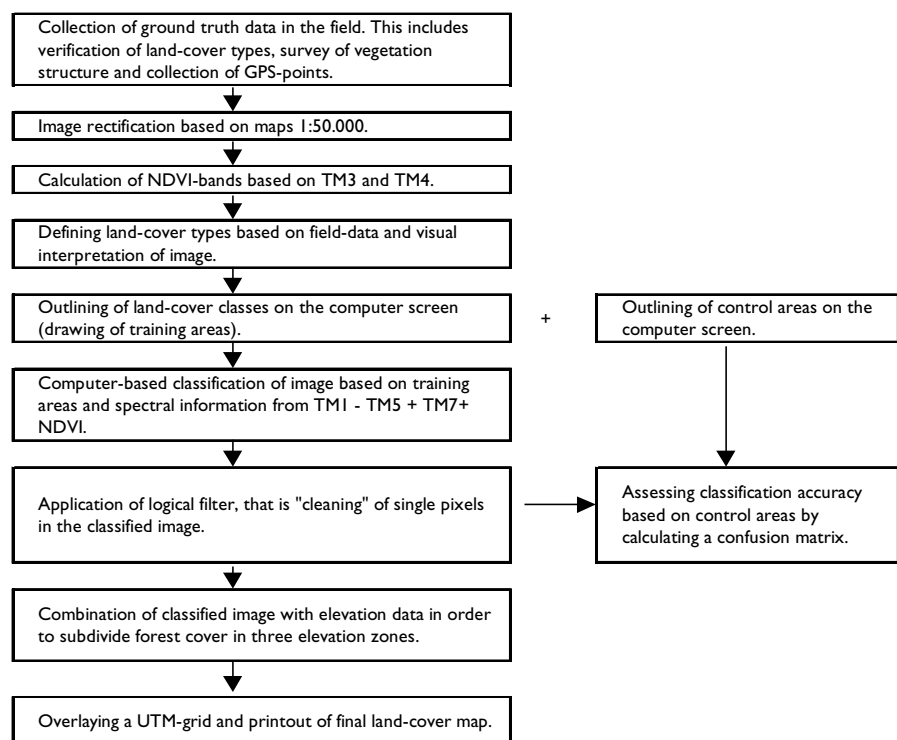 Collection of ground truth data in the field. This includes
verification of land-cover types, survey of vegetation
structure and collection of GPS-points.
Image rectification based on maps 1:50.000.
Calculation of NDVI-bands based on TM3 and TM4.
Defining land-cover types based on field-data and visual
interpretation of image.
Outlining of land-cover classes on the computer screen
(drawing of training areas).
+
Outlining of control areas on the
computer screen.
Computer-based classification of image based on training
areas and spectral information from TM1 - TM5 + TM7+
NDVI.
Application of logical filter, that is "cleaning" of single pixels
in the classified image.
Assessing classification accuracy
based on control areas by
calculating a confusion matrix.
Combination of classified image with elevation data in order
to subdivide forest cover in three elevation zones.
Overlaying a UTM-grid and printout of final land-cover map.